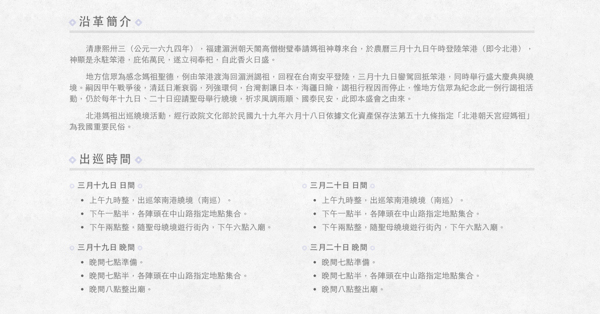 沿革簡介
清康熙卅三（公元一六九四年），福建湄洲朝天閣高僧樹璧奉請媽祖神尊來台，於農曆三月十九日午時登陸笨港（即今北港），
神願是永駐笨港，庇佑萬民，遂立祠奉祀，自此香火日盛。
地方信眾為感念媽祖聖德，例由笨港渡海回湄洲謁祖，回程在台南安平登陸，三月十九日鑾駕回抵笨港，同時舉行盛大慶典與繞
境。嗣因甲午戰爭後，清廷日漸衰弱，列強環伺，台灣割讓日本，海疆日險，謁祖行程因而停止，惟地方信眾為紀念此一例行謁祖活
動，仍於每年十九日、二十日迎請聖母舉行繞境，祈求風調雨順、國泰民安，此即本盛會之由來。
北港媽祖出巡繞境活動，經行政院文化部於民國九十九年六月十八日依據文化資產保存法第五十九條指定「北港朝天宮迎媽祖」
為我國重要民俗。
出巡時間
三月十九日 日間
上午九時整，出巡笨南港繞境（南巡）。
下午一點半，各陣頭在中山路指定地點集合。
下午兩點整，隨聖母繞境遊行街內，下午六點入廟。
三月十九日 晚間
晚間七點準備。
晚間七點半，各陣頭在中山路指定地點集合。
晚間八點整出廟。
三月二十日 日間
上午九時整，出巡笨南港繞境（南巡）。
下午一點半，各陣頭在中山路指定地點集合。
下午兩點整，隨聖母繞境遊行街內，下午六點入廟。
三月二十日 晚間
晚間七點準備。
晚間七點半，各陣頭在中山路指定地點集合。
晚間八點整出廟。